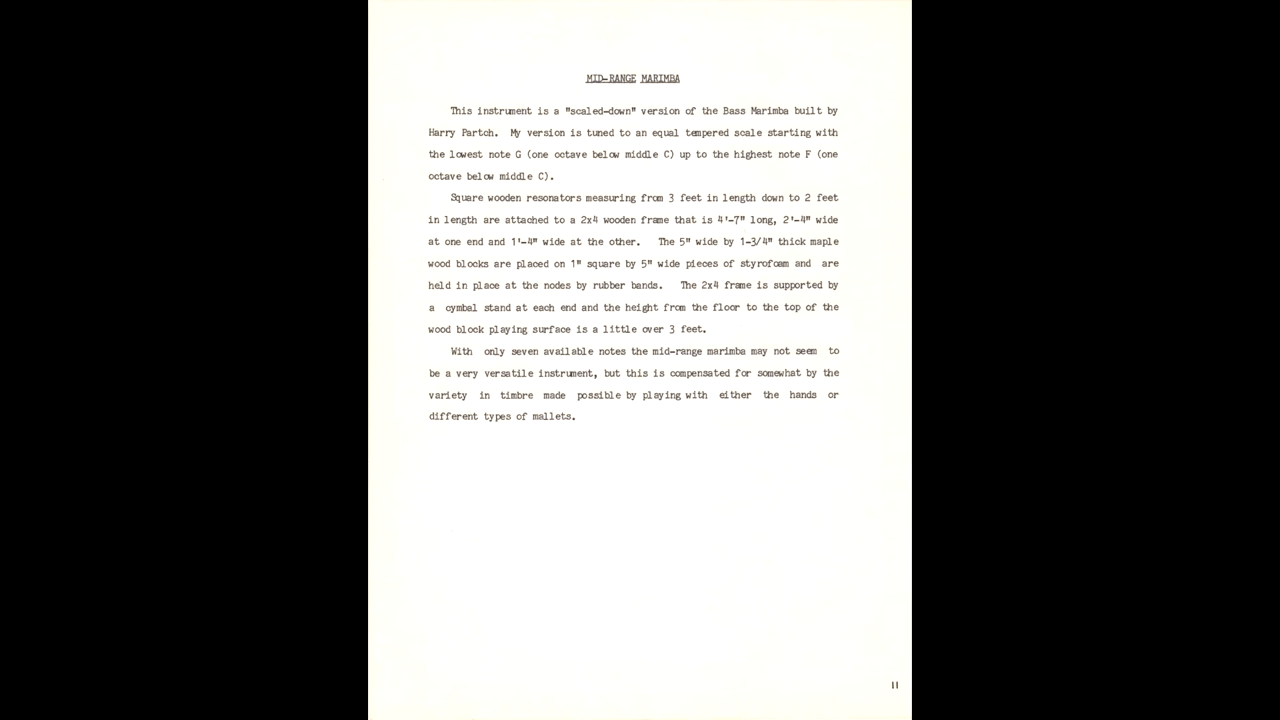 MID-RANGE MARIMBA
This instrument is a "scaled-down" version of the Bass Marimba built by
Harry Partch. My version is tuned to an equal tempered scale starting with
the lowest note G (one octave below middle C) up to the highest note F (one
octave below middle C).
Square wooden resonators measuring from 3 feet in length down to 2 feet
in length are attached to a 2x4 wooden frame that is 4'-7" long, 2'-4" wide
at one end and 1'-4" wide at the other. The 5" wide by 1-3/4" thick maple
wood blocks are placed on 1" square by 5" wide pieces of styrofoam and are
held in place at the nodes by rubber bands. The 2x4 frame is supported by
a cymbal stand at each end and the height from the floor to the top of the
wood block playing surface is a little over 3 feet.
With only seven available notes the mid-range marimba may not seem to
be a very versatile instrument, but this is compensated for somewhat by the
variety in timbre made possible by playing with either the hands or
different types of mallets.
11